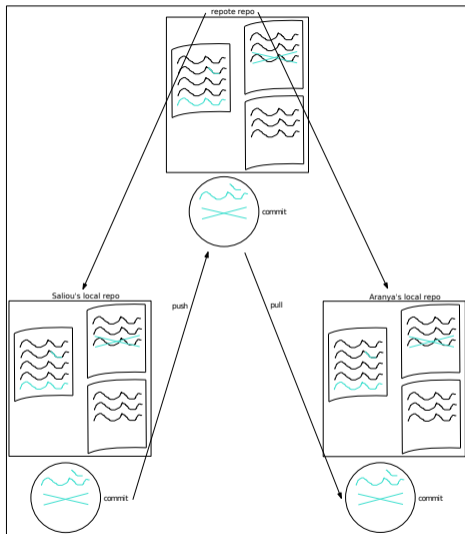 repote repo
commit
Saliou's local repo
push
pull
Aranya's local repo
commit
commit